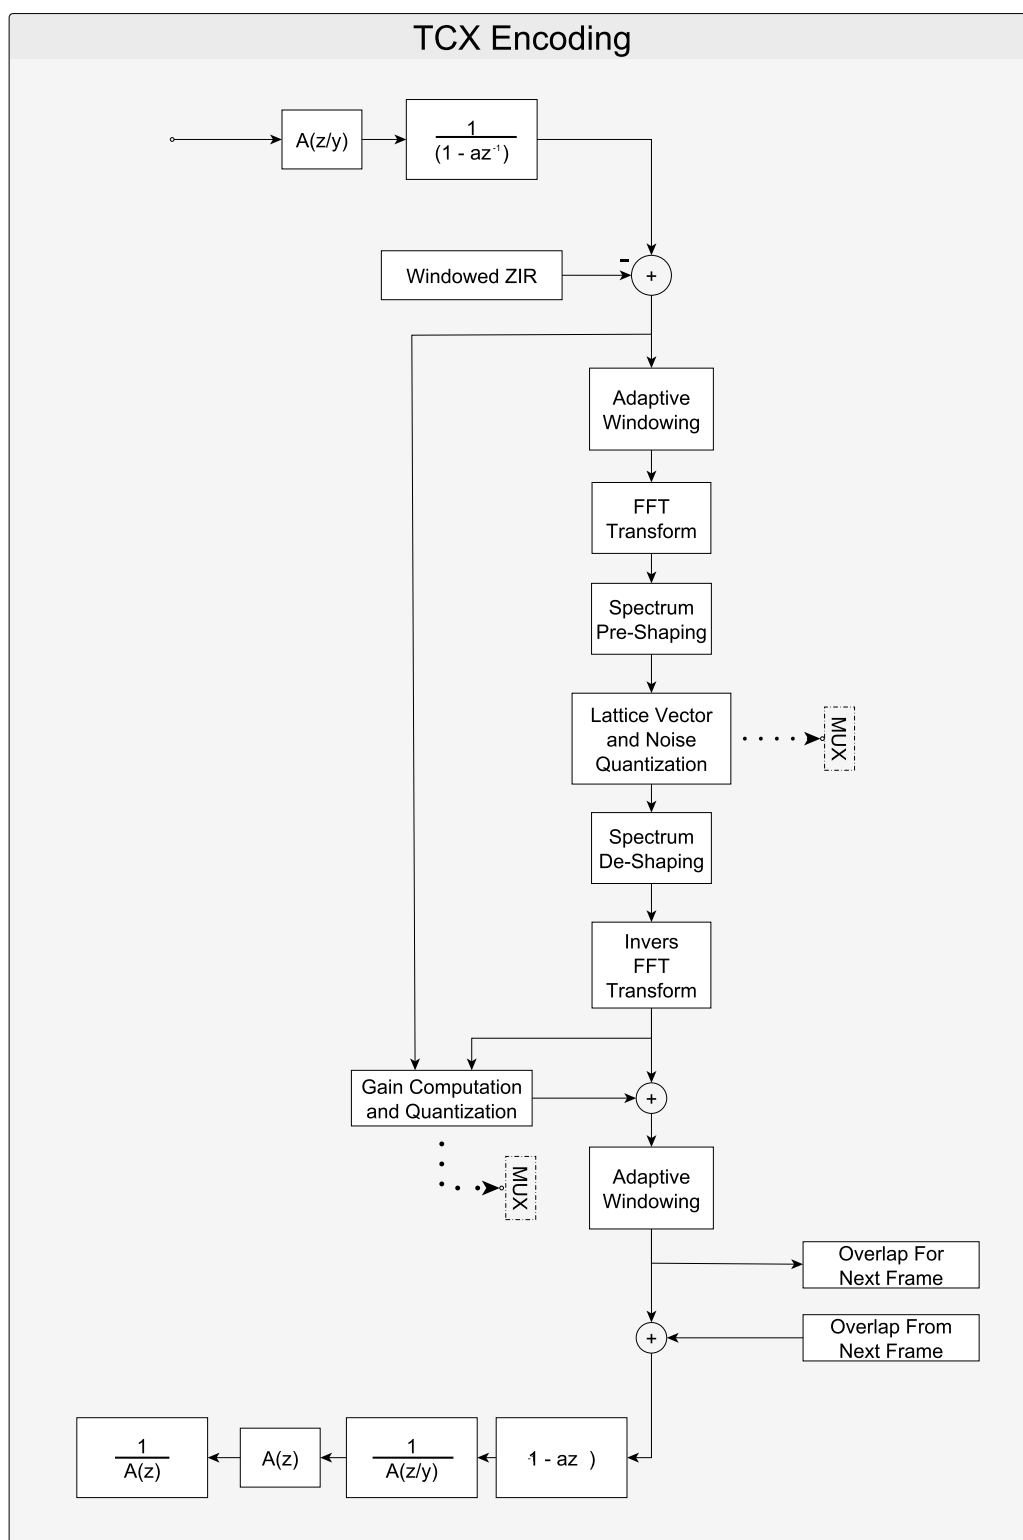 TCX Encoding
A(z/y)
1
(1 - az⁻¹)
Windowed ZIR
-
+
Adaptive
Windowing
FFT
Transform
Spectrum
Pre-Shaping
Lattice Vector
and Noise
Quantization
MUX
Spectrum
De-Shaping
Invers
FFT
Transform
Gain Computation
and Quantization
+
MUX
Adaptive
Windowing
Overlap For
Next Frame
+
Overlap From
Next Frame
1
A(z)
A(z)
1
A(z/y)
1 - az )